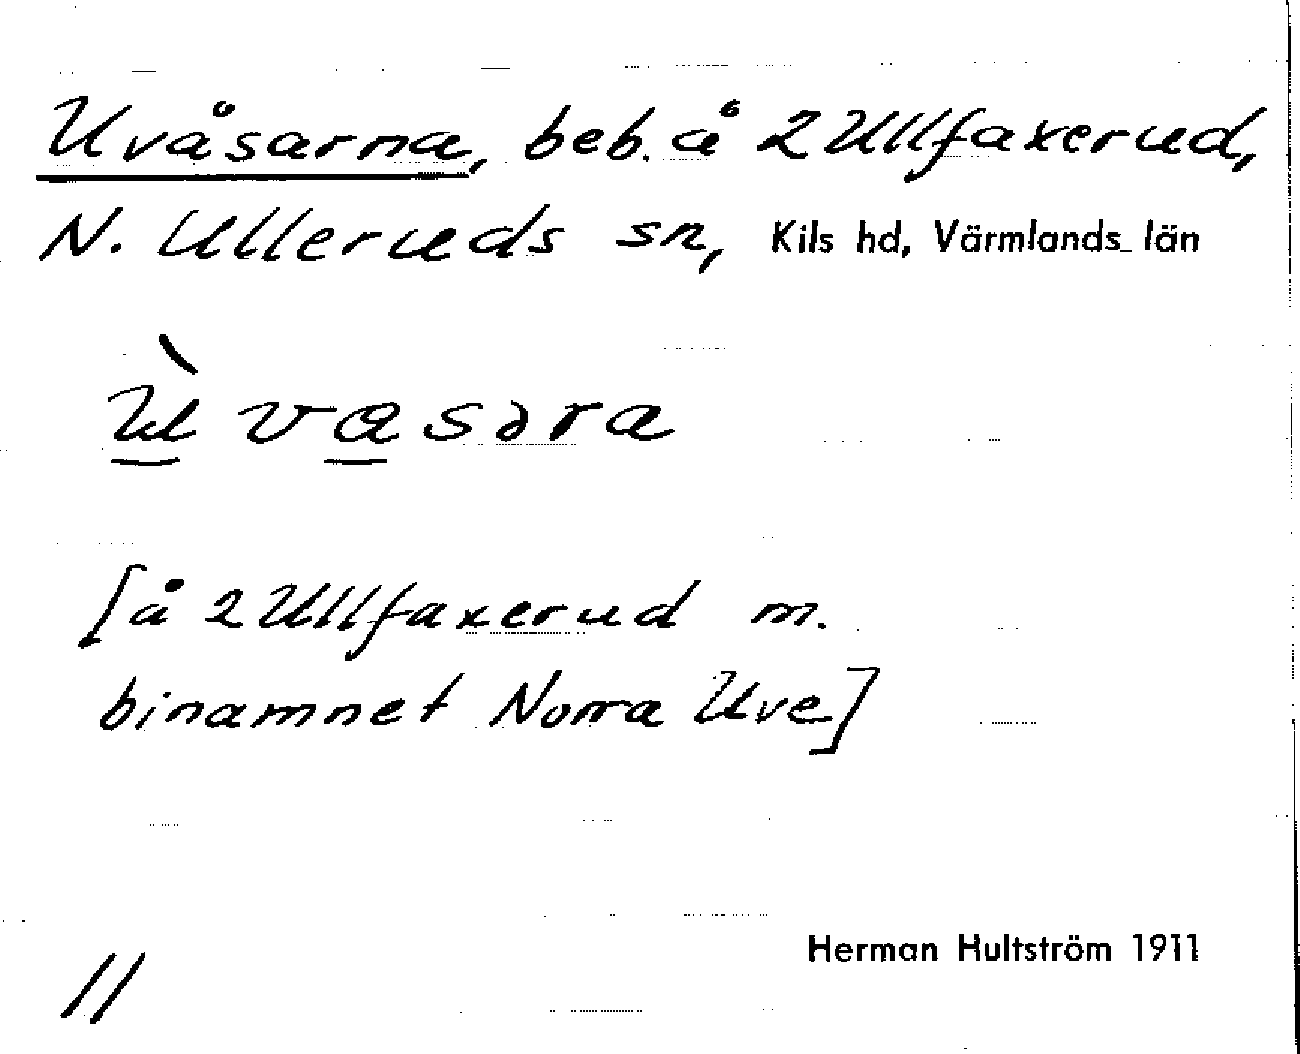 Uvåsarna, beb. å 2 Ullfaxerud,
N. Ulleruds sn, Kils hd, Värmlands län
ùvasəra
[å 2 Ullfaxerud m.
binamnet Norra Uve]
Herman Hultström 1911
11